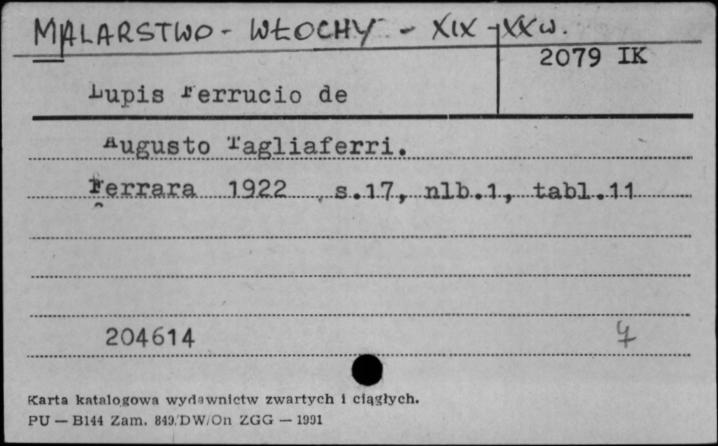 MALARSTWO - WŁOCHY - XIX - XX w.
2079 IK
Lupis Ferrucio de
Augusto Tagliaferri.
Ferrara 1922 s.17, nlb.1, tabl.11
204614 4
Karta katalogowa wydawnictw zwartych i ciągłych.
PU — B144 Zam. 849/DW/On ZGG — 1991